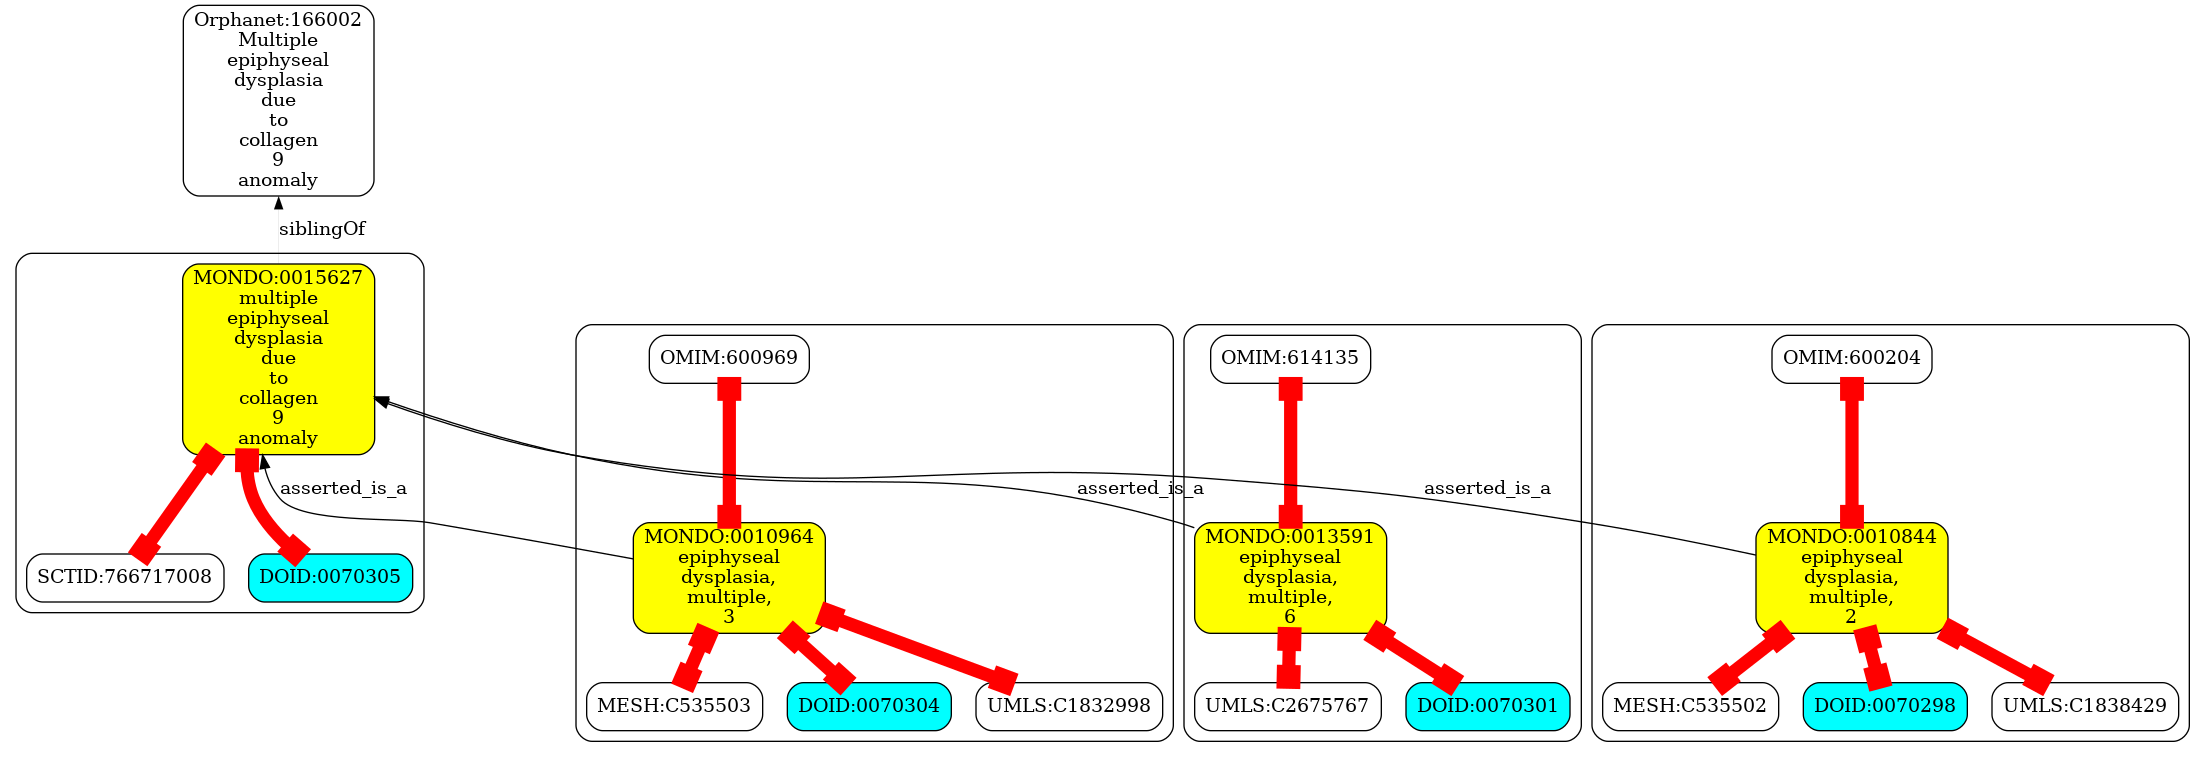 Orphanet:166002
Multiple
epiphyseal
dysplasia
due
to
collagen
9
anomaly
siblingOf
MONDO:0015627
multiple
epiphyseal
dysplasia
due
to
collagen
9
anomaly
OMIM:600969
OMIM:614135
OMIM:600204
asserted_is_a
asserted_is_a
asserted_is_a
MONDO:0010964
epiphyseal
dysplasia,
multiple,
3
MONDO:0013591
epiphyseal
dysplasia,
multiple,
6
MONDO:0010844
epiphyseal
dysplasia,
multiple,
2
SCTID:766717008
DOID:0070305
MESH:C535503
DOID:0070304
UMLS:C1832998
UMLS:C2675767
DOID:0070301
MESH:C535502
DOID:0070298
UMLS:C1838429